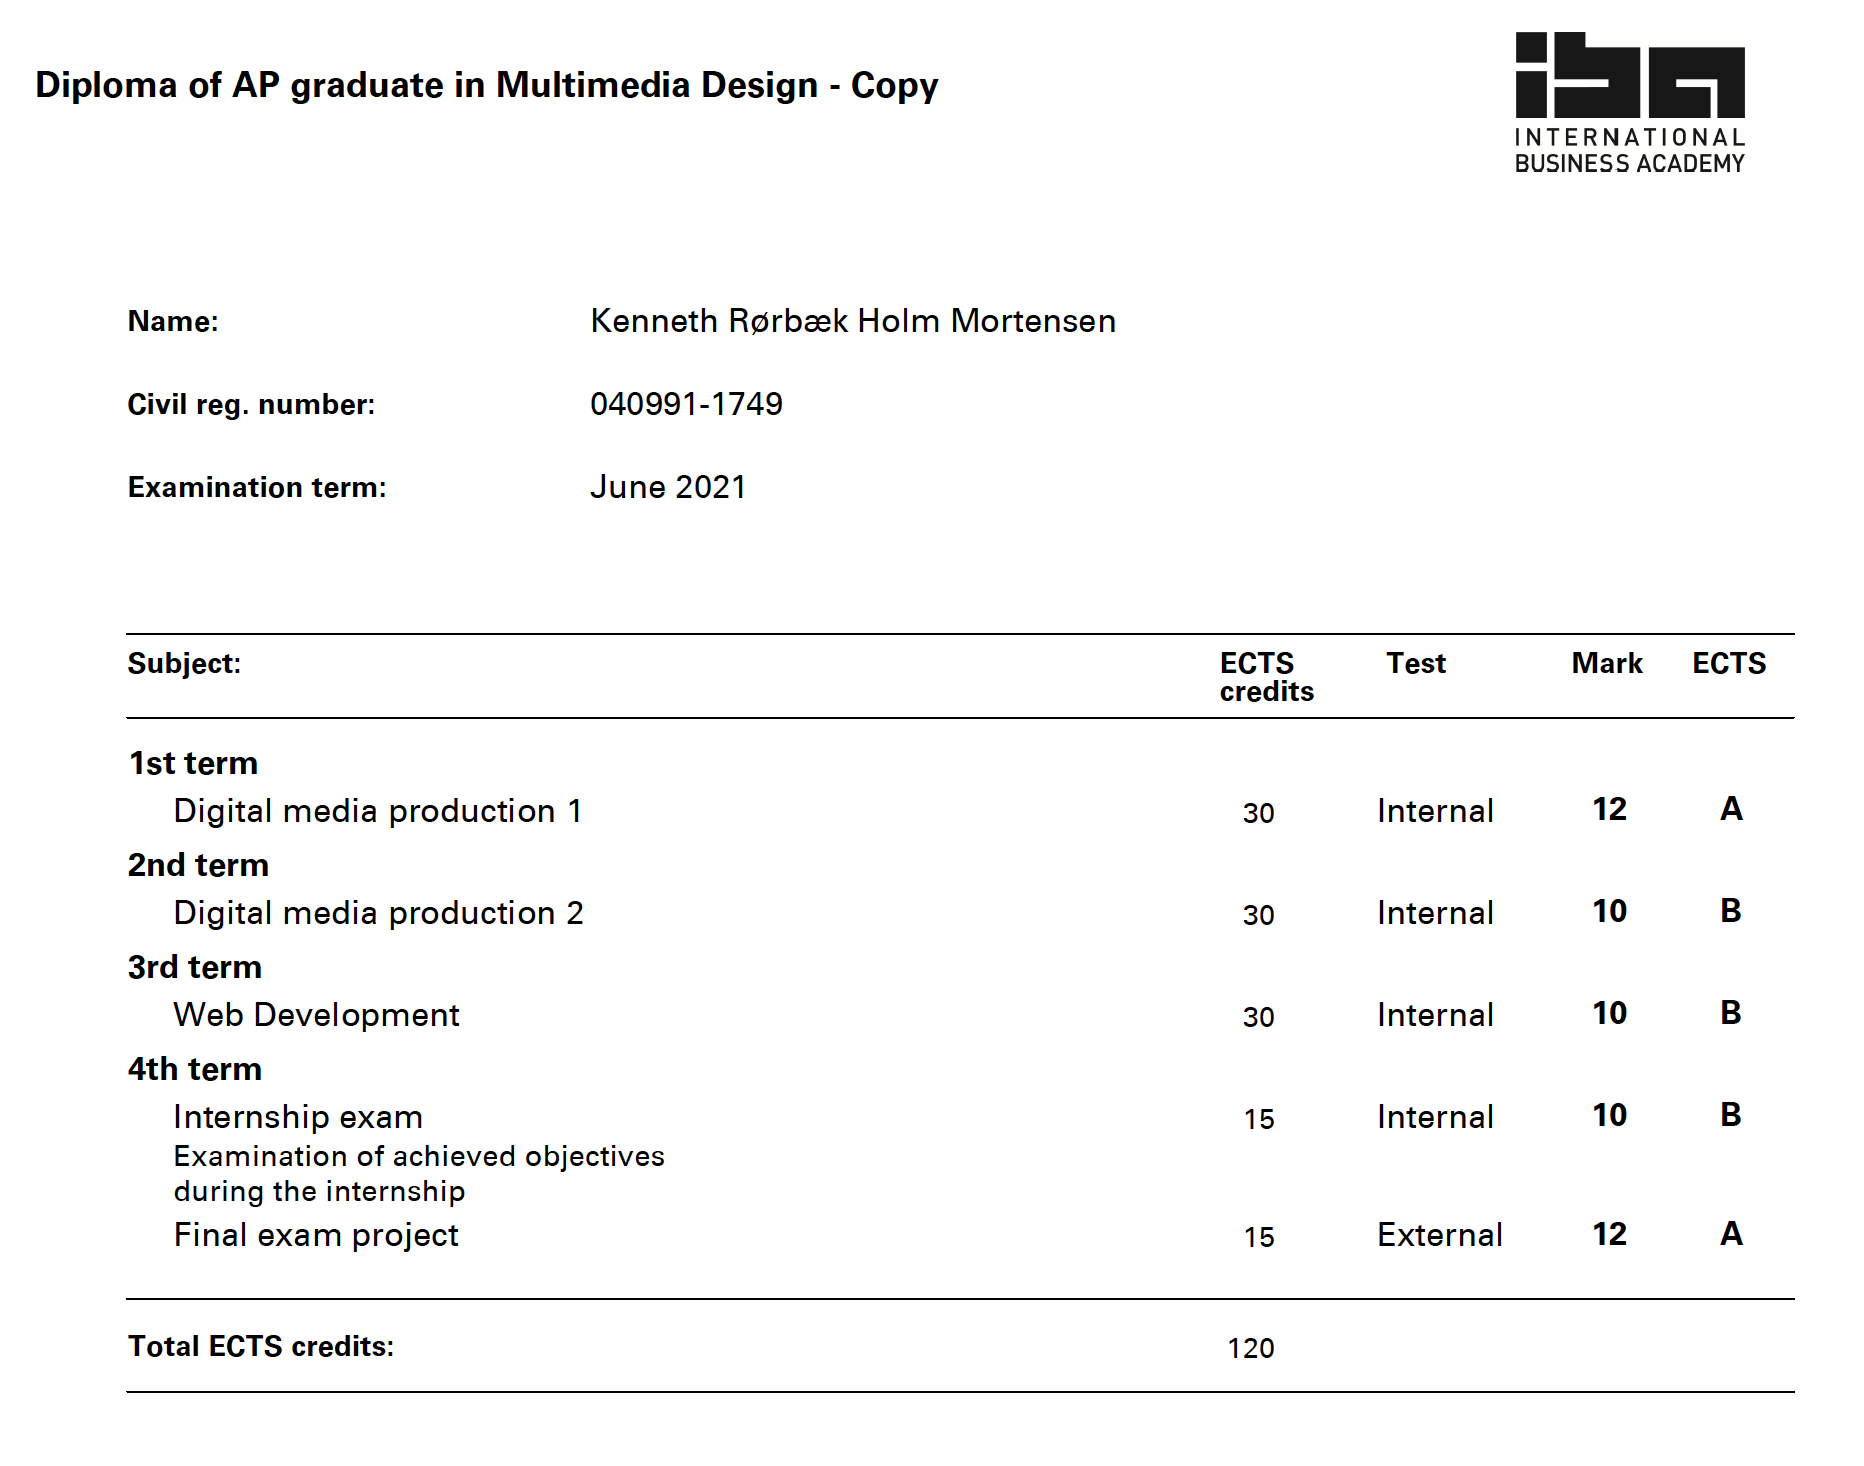 Diploma of AP graduate in Multimedia Design - Copy
iba
INTERNATIONAL
BUSINESS ACADEMY
Name: Kenneth Rørbæk Holm Mortensen
Civil reg. number: 040991-1749
Examination term: June 2021
Subject: ECTS credits Test Mark ECTS
1st term
Digital media production 1 30 Internal 12 A
2nd term
Digital media production 2 30 Internal 10 B
3rd term
Web Development 30 Internal 10 B
4th term
Internship exam 15 Internal 10 B
Examination of achieved objectives
during the internship
Final exam project 15 External 12 A
Total ECTS credits: 120